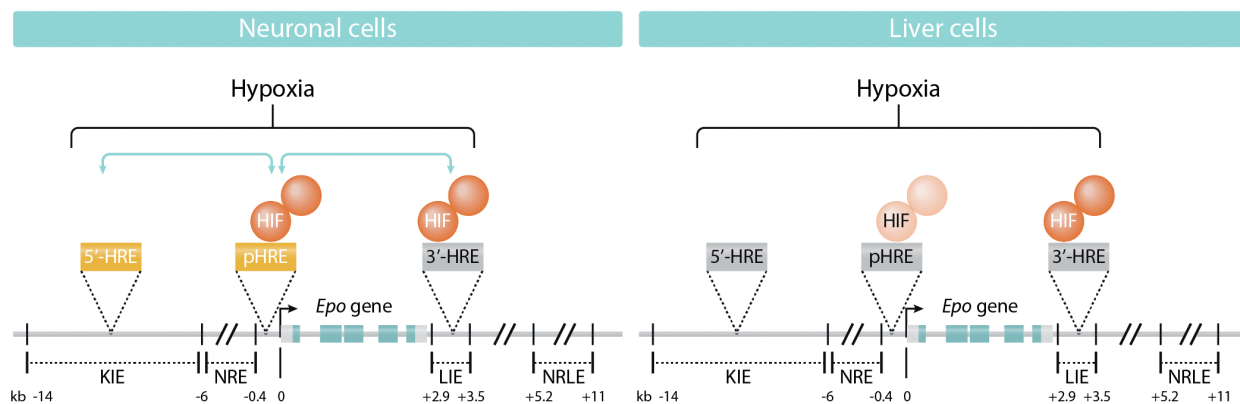 Neuronal cells
Hypoxia
HIF
HIF
5′-HRE
pHRE
3′-HRE
Epo gene
KIE
NRE
LIE
NRLE
kb -14
-6
-0.4
0
+2.9
+3.5
+5.2
+11
Liver cells
Hypoxia
HIF
HIF
5′-HRE
pHRE
3′-HRE
Epo gene
KIE
NRE
LIE
NRLE
kb -14
-6
-0.4
0
+2.9
+3.5
+5.2
+11